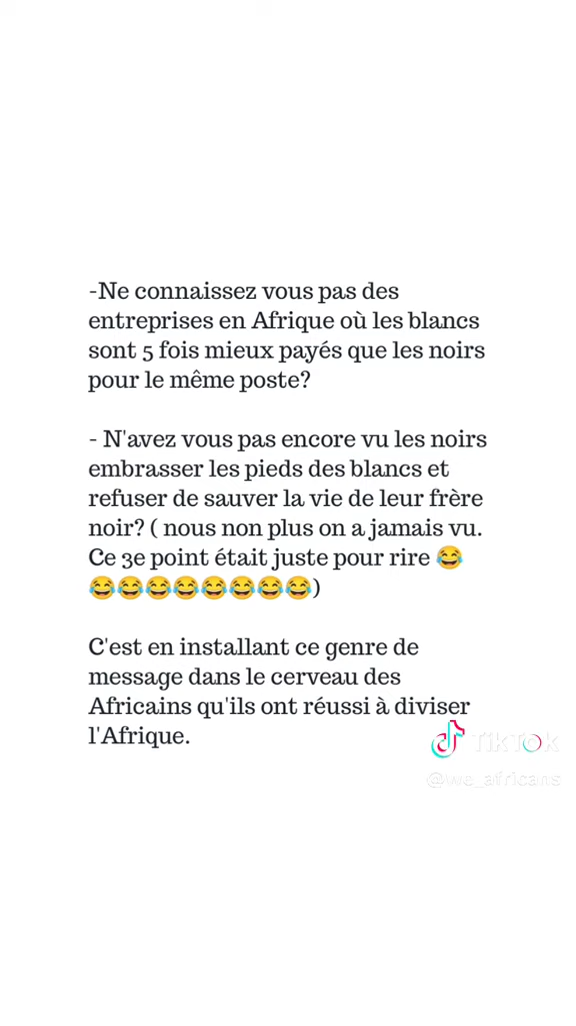 -Ne connaissez vous pas des
entreprises en Afrique où les blancs
sont 5 fois mieux payés que les noirs
pour le même poste?
- N'avez vous pas encore vu les noirs
embrasser les pieds des blancs et
refuser de sauver la vie de leur frère
noir? ( nous non plus on a jamais vu.
Ce 3e point était juste pour rire 😂
😂😂😂😂😂😂😂😂)
C'est en installant ce genre de
message dans le cerveau des
Africains qu'ils ont réussi à diviser
l'Afrique.
TikTok
@we_africans